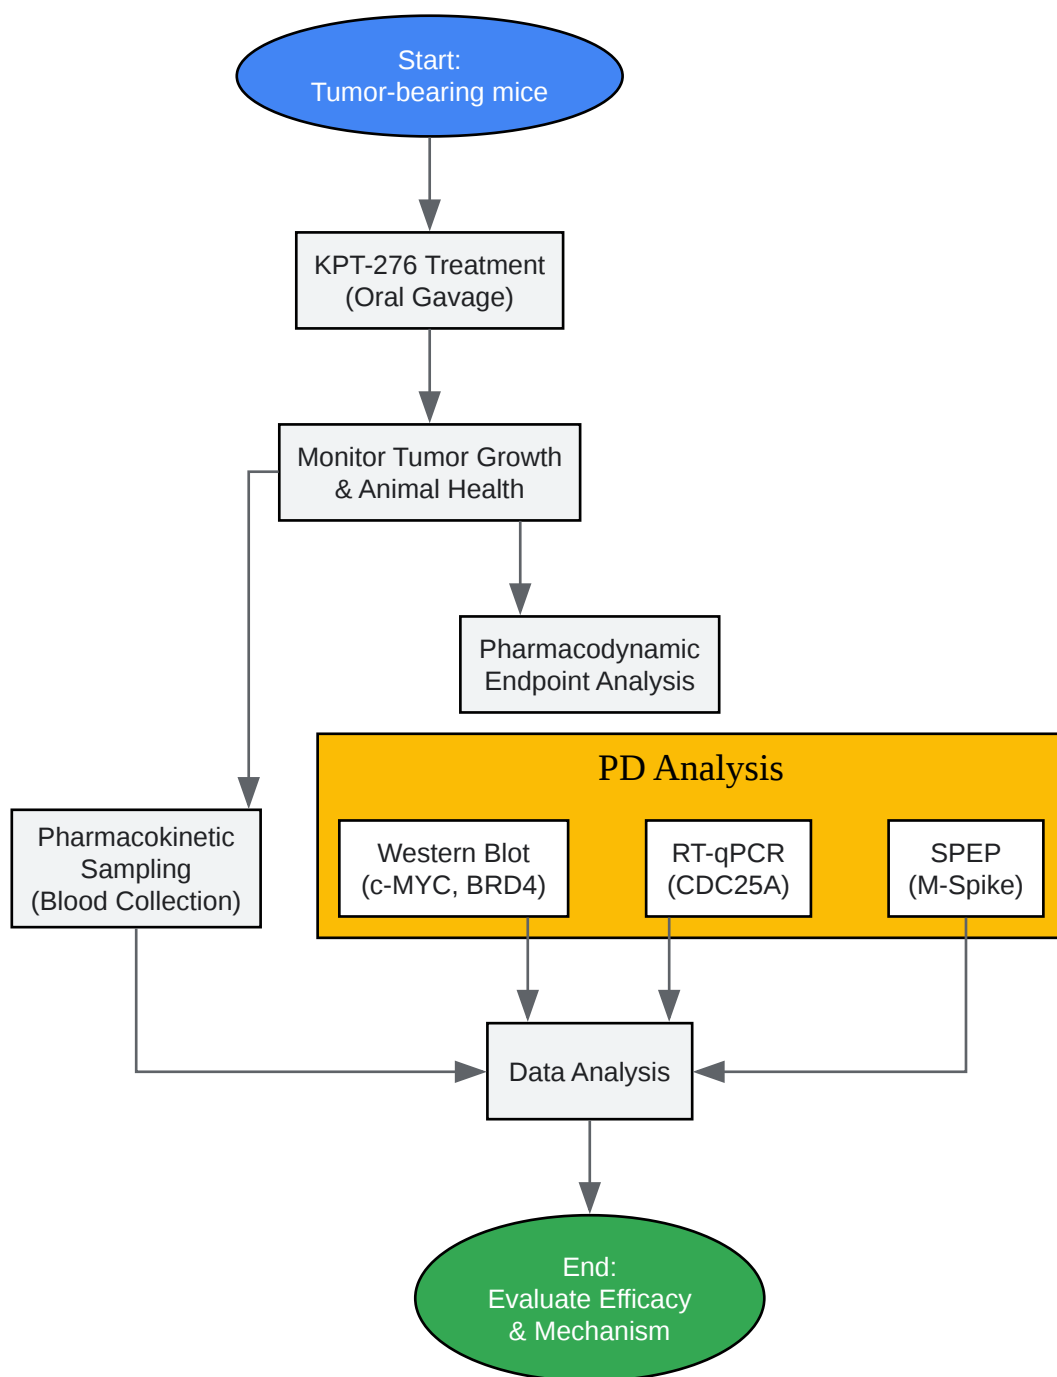 Start:
Tumor-bearing mice
KPT-276 Treatment
(Oral Gavage)
Monitor Tumor Growth
& Animal Health
Pharmacodynamic
Endpoint Analysis
PD Analysis
Pharmacokinetic
Sampling
(Blood Collection)
Western Blot
(c-MYC, BRD4)
RT-qPCR
(CDC25A)
SPEP
(M-Spike)
Data Analysis
End:
Evaluate Efficacy
& Mechanism